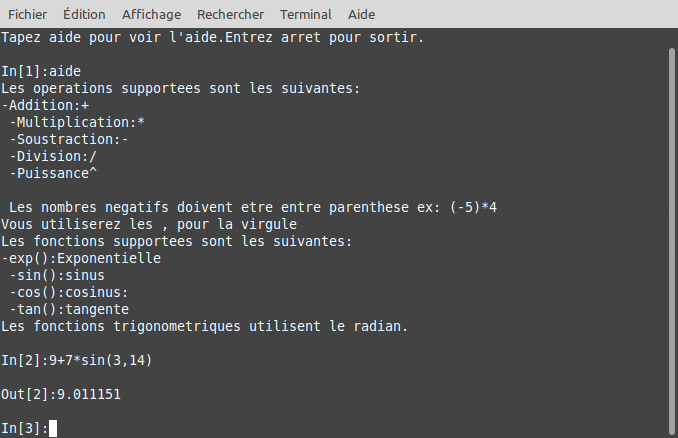 Fichier Édition Affichage Rechercher Terminal Aide
Tapez aide pour voir l'aide.Entrez arret pour sortir.
In[1]:aide
Les operations supportees sont les suivantes:
-Addition:+
-Multiplication:*
-Soustraction:-
-Division:/
-Puissance^
Les nombres negatifs doivent etre entre parenthese ex: (-5)*4
Vous utiliserez les , pour la virgule
Les fonctions supportees sont les suivantes:
-exp():Exponentielle
-sin():sinus
-cos():cosinus:
-tan():tangente
Les fonctions trigonometriques utilisent le radian.
In[2]:9+7*sin(3,14)
Out[2]:9.011151
In[3]: